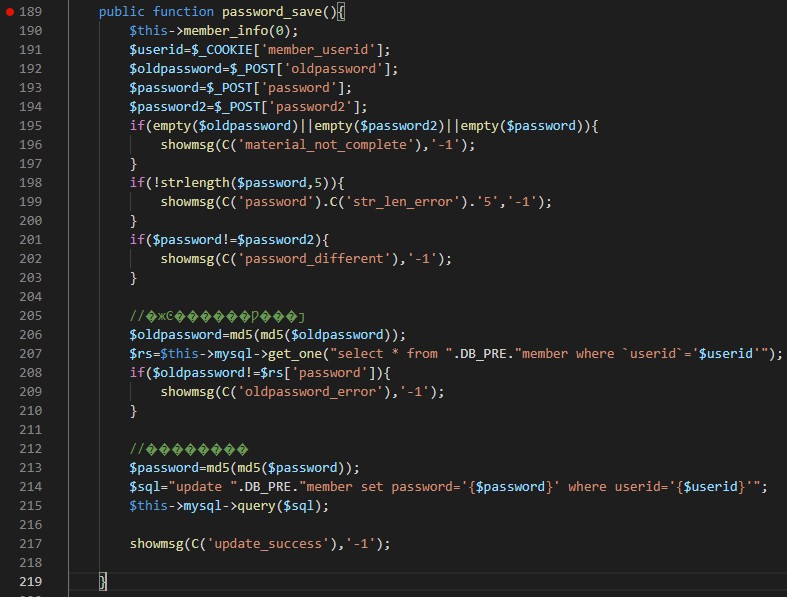 189 public function password_save(){
190 $this->member_info(0);
191 $userid=$_COOKIE['member_userid'];
192 $oldpassword=$_POST['oldpassword'];
193 $password=$_POST['password'];
194 $password2=$_POST['password2'];
195 if(empty($oldpassword)||empty($password2)||empty($password)){
196 showmsg(C('material_not_complete'),'-1');
197 }
198 if(!strlength($password,5)){
199 showmsg(C('password').C('str_len_error').'5','-1');
200 }
201 if($password!=$password2){
202 showmsg(C('password_different'),'-1');
203 }
204
205 //
206 $oldpassword=md5(md5($oldpassword));
207 $rs=$this->mysql->get_one("select * from ".DB_PRE."member where `userid`='$userid'");
208 if($oldpassword!=$rs['password']){
209 showmsg(C('oldpassword_error'),'-1');
210 }
211
212 //��������
213 $password=md5(md5($password));
214 $sql="update ".DB_PRE."member set password='{$password}' where userid='{$userid}'";
215 $this->mysql->query($sql);
216
217 showmsg(C('update_success'),'-1');
218
219 }